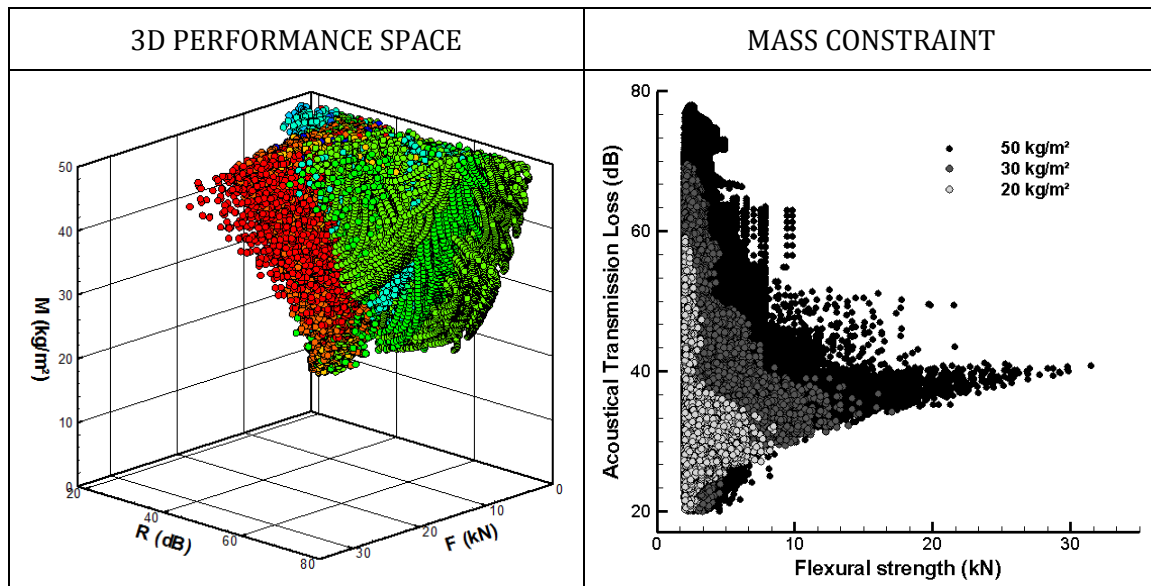 3D PERFORMANCE SPACE
MASS CONSTRAINT
50
40
30
20
10
0
M (kg/m²)
20
40
60
80
R (dB)
30
20
10
0
F (kN)
80
60
40
20
Acoustical Transmission Loss (dB)
50 kg/m²
30 kg/m²
20 kg/m²
0
10
20
30
Flexural strength (kN)